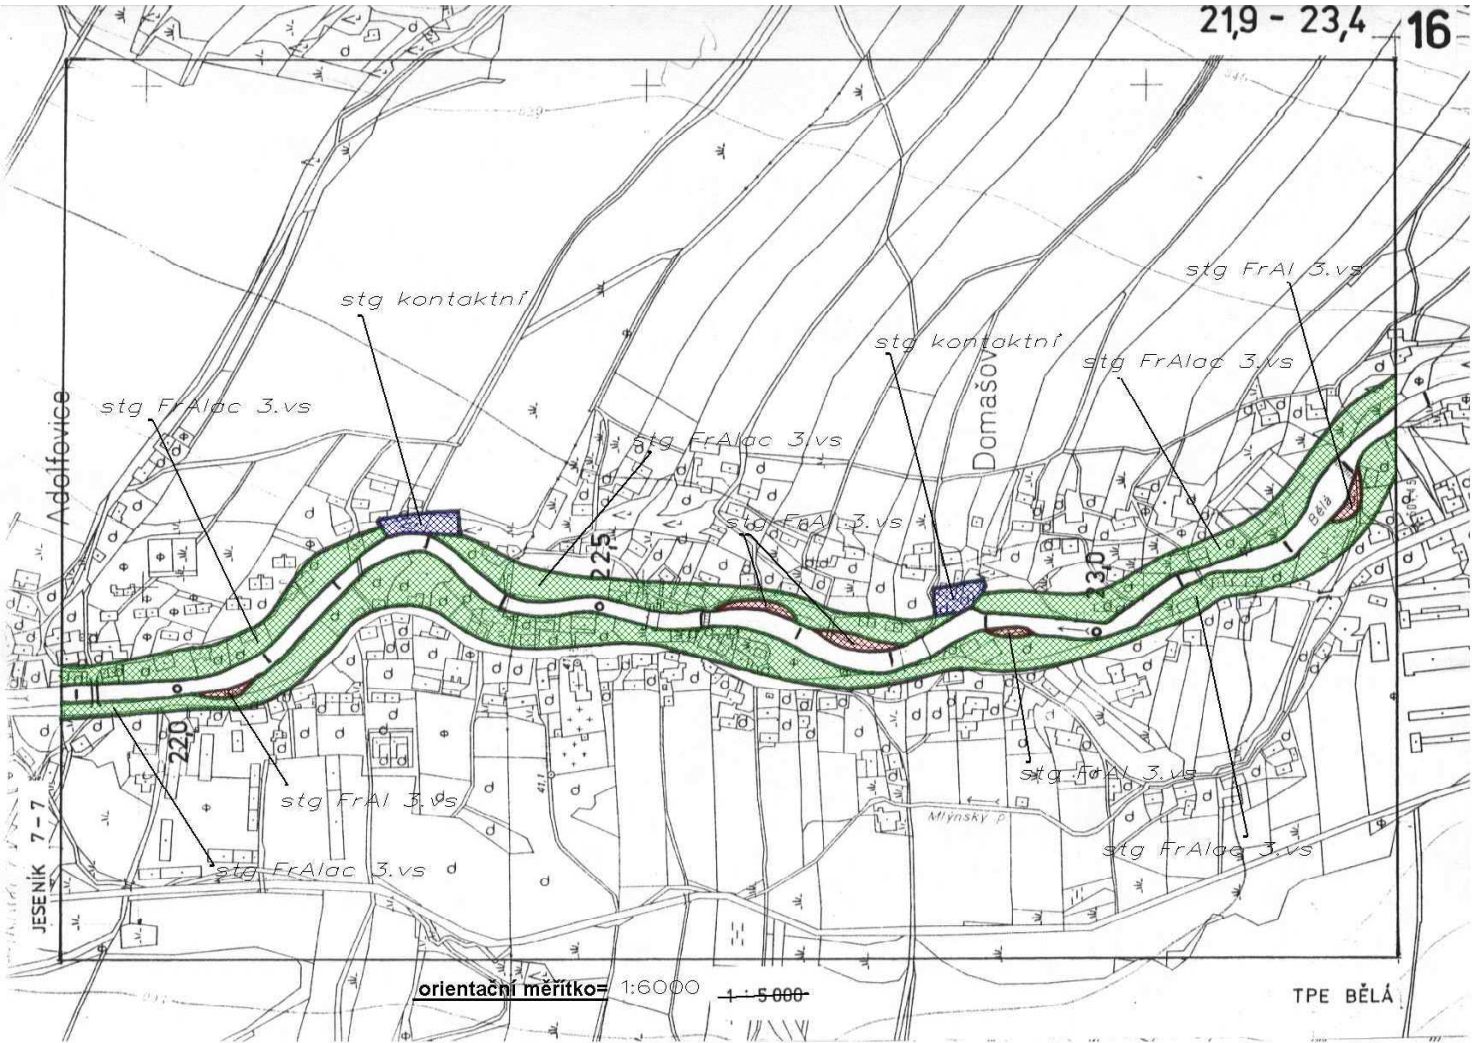 21,9 - 23,4 16
stg FrAl 3.vs
stg kontaktní
stg kontaktní
stg FrAlac 3.vs
Domašov
Adolfovice
stg FrAlac 3.vs
stg FrAlac 3.vs
Bělá
stg FrAl 3.vs
22,5
23,0
22,0
stg FrAl 3.vs
stg FrAl 3.vs
Mlýnský p.
stg FrAlac 3.vs
stg FrAlac 3.vs
JESENÍK 7-7
orientační měřítko= 1:6000 1:5000
TPE BĚLÁ